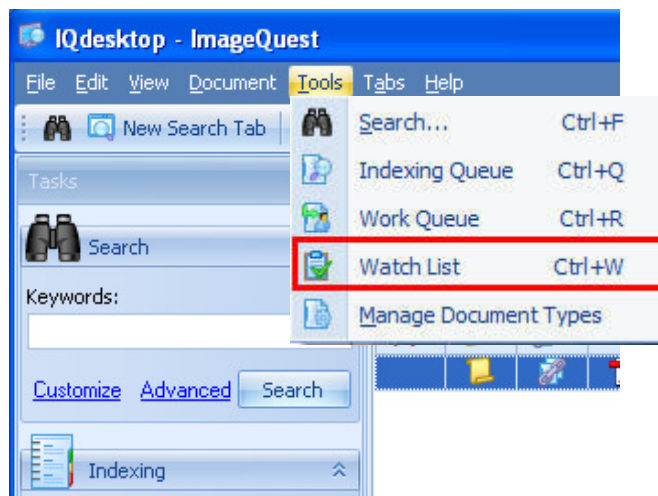 IQdesktop - ImageQuest
File Edit View Document Tools Tabs Help
New Search Tab
Search... Ctrl+F
Indexing Queue Ctrl+Q
Work Queue Ctrl+R
Watch List Ctrl+W
Manage Document Types
Tasks
Search
Keywords:
Customize Advanced Search
Indexing